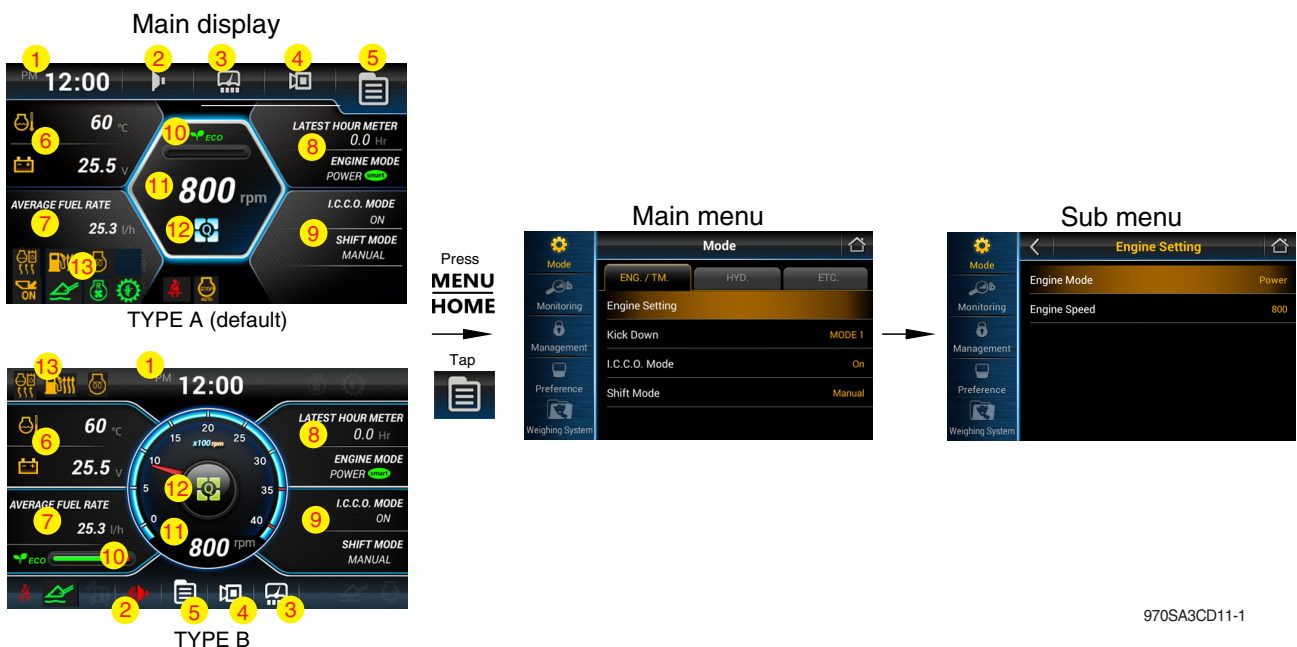 Main display
1
2
3
4
5
PM 12:00
6
60 °C
25.5 V
7
AVERAGE FUEL RATE
25.3 l/h
10
ECO
11
800 rpm
12
Q
8
LATEST HOUR METER
0.0 Hr
ENGINE MODE
POWER smart
9
I.C.C.O. MODE
ON
SHIFT MODE
MANUAL
13
ON
AUTO
TYPE A (default)
13
1
PM 12:00
6
60 °C
25.5 V
7
AVERAGE FUEL RATE
25.3 l/h
ECO
10
0
5
10
15
20
25
30
35
40
x100 rpm
12
Q
11
800 rpm
8
LATEST HOUR METER
0.0 Hr
ENGINE MODE
POWER smart
9
I.C.C.O. MODE
ON
SHIFT MODE
MANUAL
2
5
4
3
TYPE B
Press
MENU
HOME
Tap
Main menu
Mode
Monitoring
Management
Preference
Weighing System
Mode
ENG. / TM.
HYD.
ETC.
Engine Setting
Kick Down MODE 1
I.C.C.O. Mode On
Shift Mode Manual
Sub menu
Mode
Monitoring
Management
Preference
Weighing System
Engine Setting
Engine Mode Power
Engine Speed 800
970SA3CD11-1